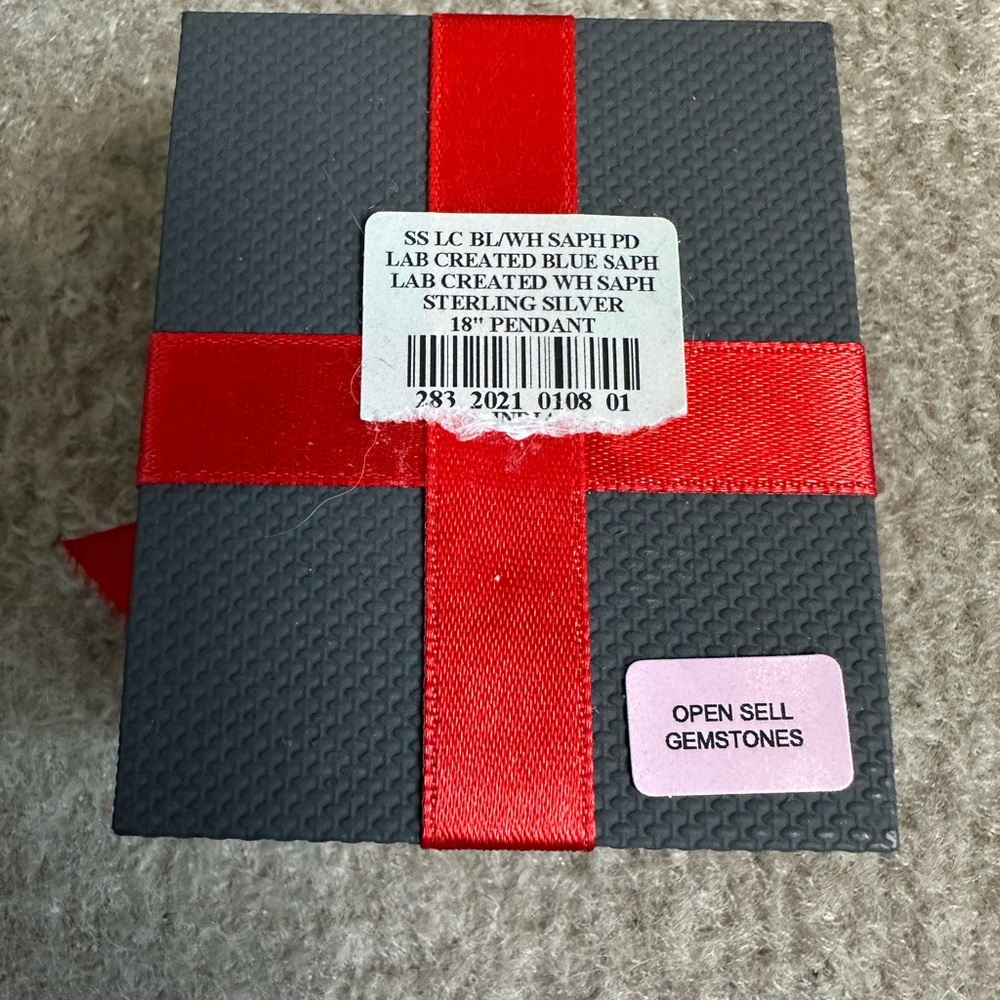 SS LC BL/WH SAPH PD
LAB CREATED BLUE SAPH
LAB CREATED WH SAPH
STERLING SILVER
18" PENDANT
283 2021 0108 01
OPEN SELL
GEMSTONES